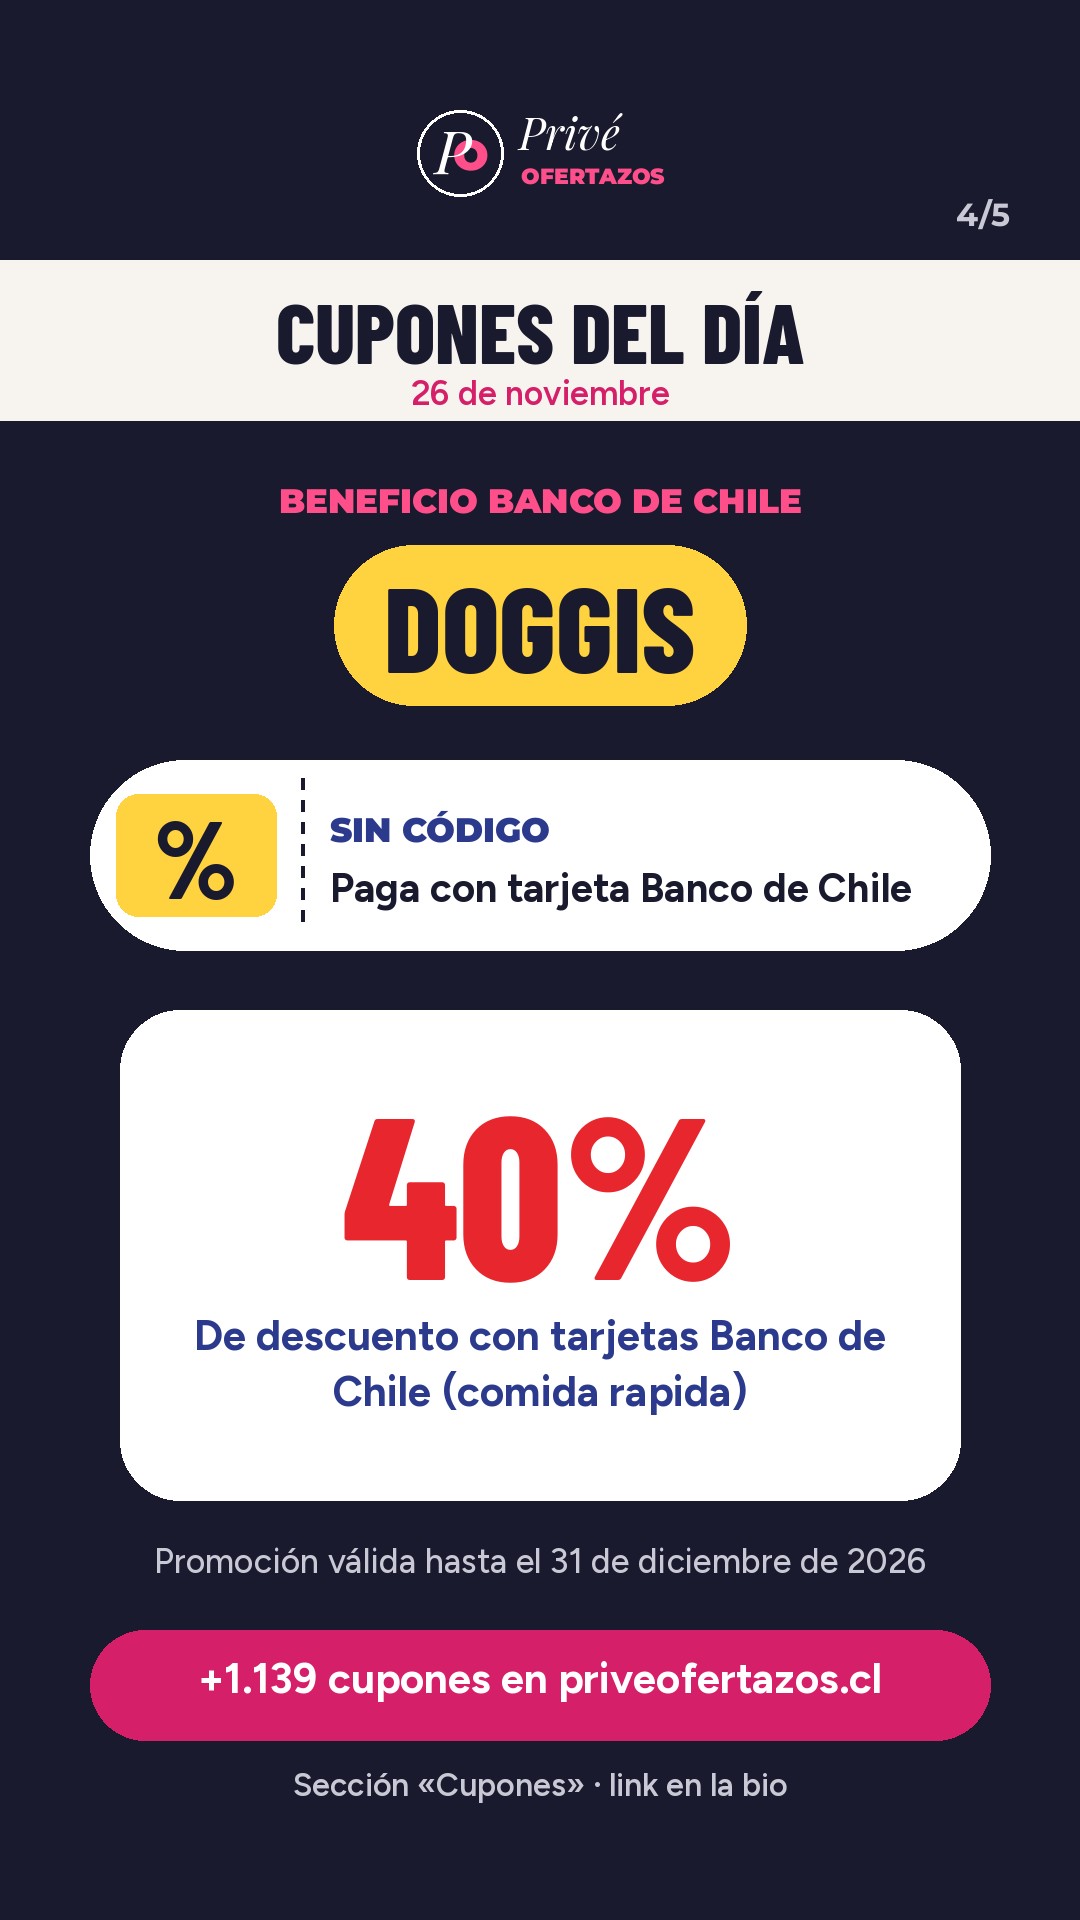 Po
Privé
OFERTAZOS
4/5
CUPONES DEL DÍA
26 de noviembre
BENEFICIO BANCO DE CHILE
DOGGIS
%
SIN CÓDIGO
Paga con tarjeta Banco de Chile
40%
De descuento con tarjetas Banco de
Chile (comida rapida)
Promoción válida hasta el 31 de diciembre de 2026
+1.139 cupones en priveofertazos.cl
Sección «Cupones» · link en la bio